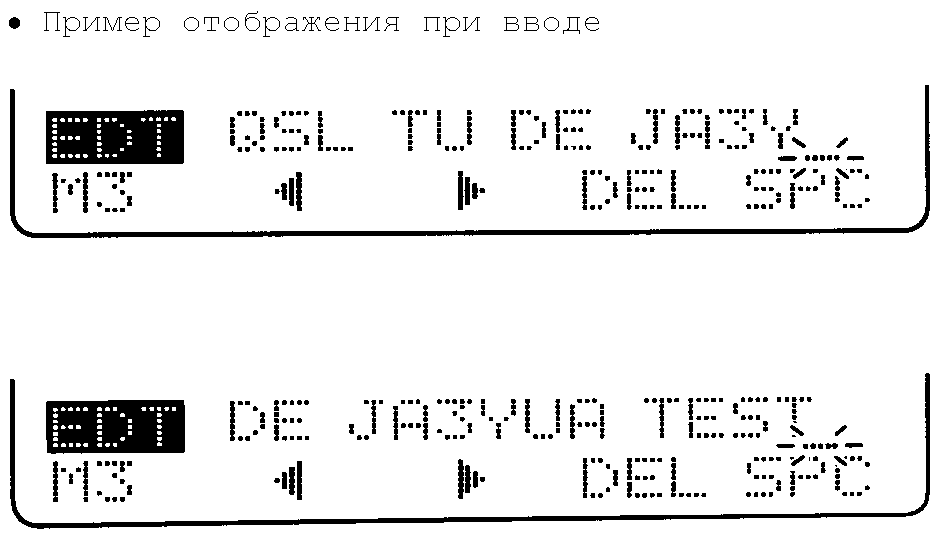 • Пример отображения при вводе
EDT QSL TU DE JA3Y
M3 ◀ ▶ DEL SPC
EDT DE JA3YUA TEST
M3 ◀ ▶ DEL SPC